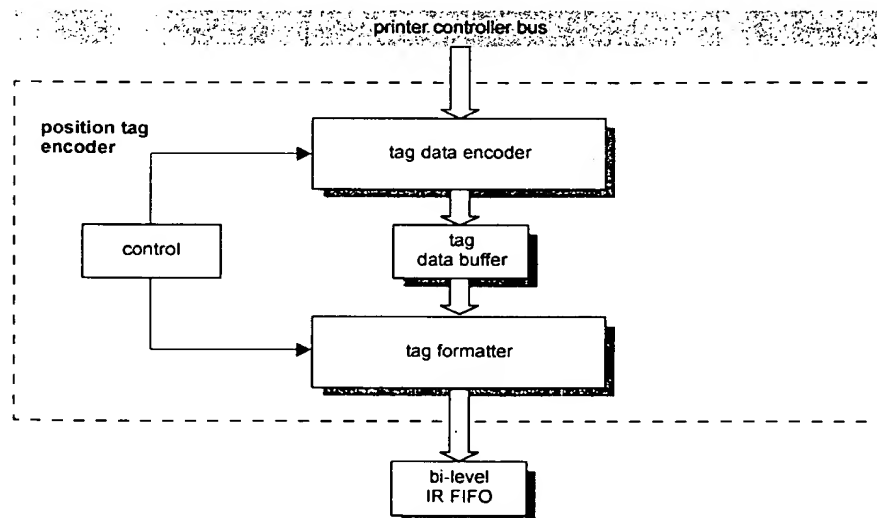 printer controller bus
position tag
encoder
tag data encoder
control
tag
data buffer
tag formatter
bi-level
IR FIFO